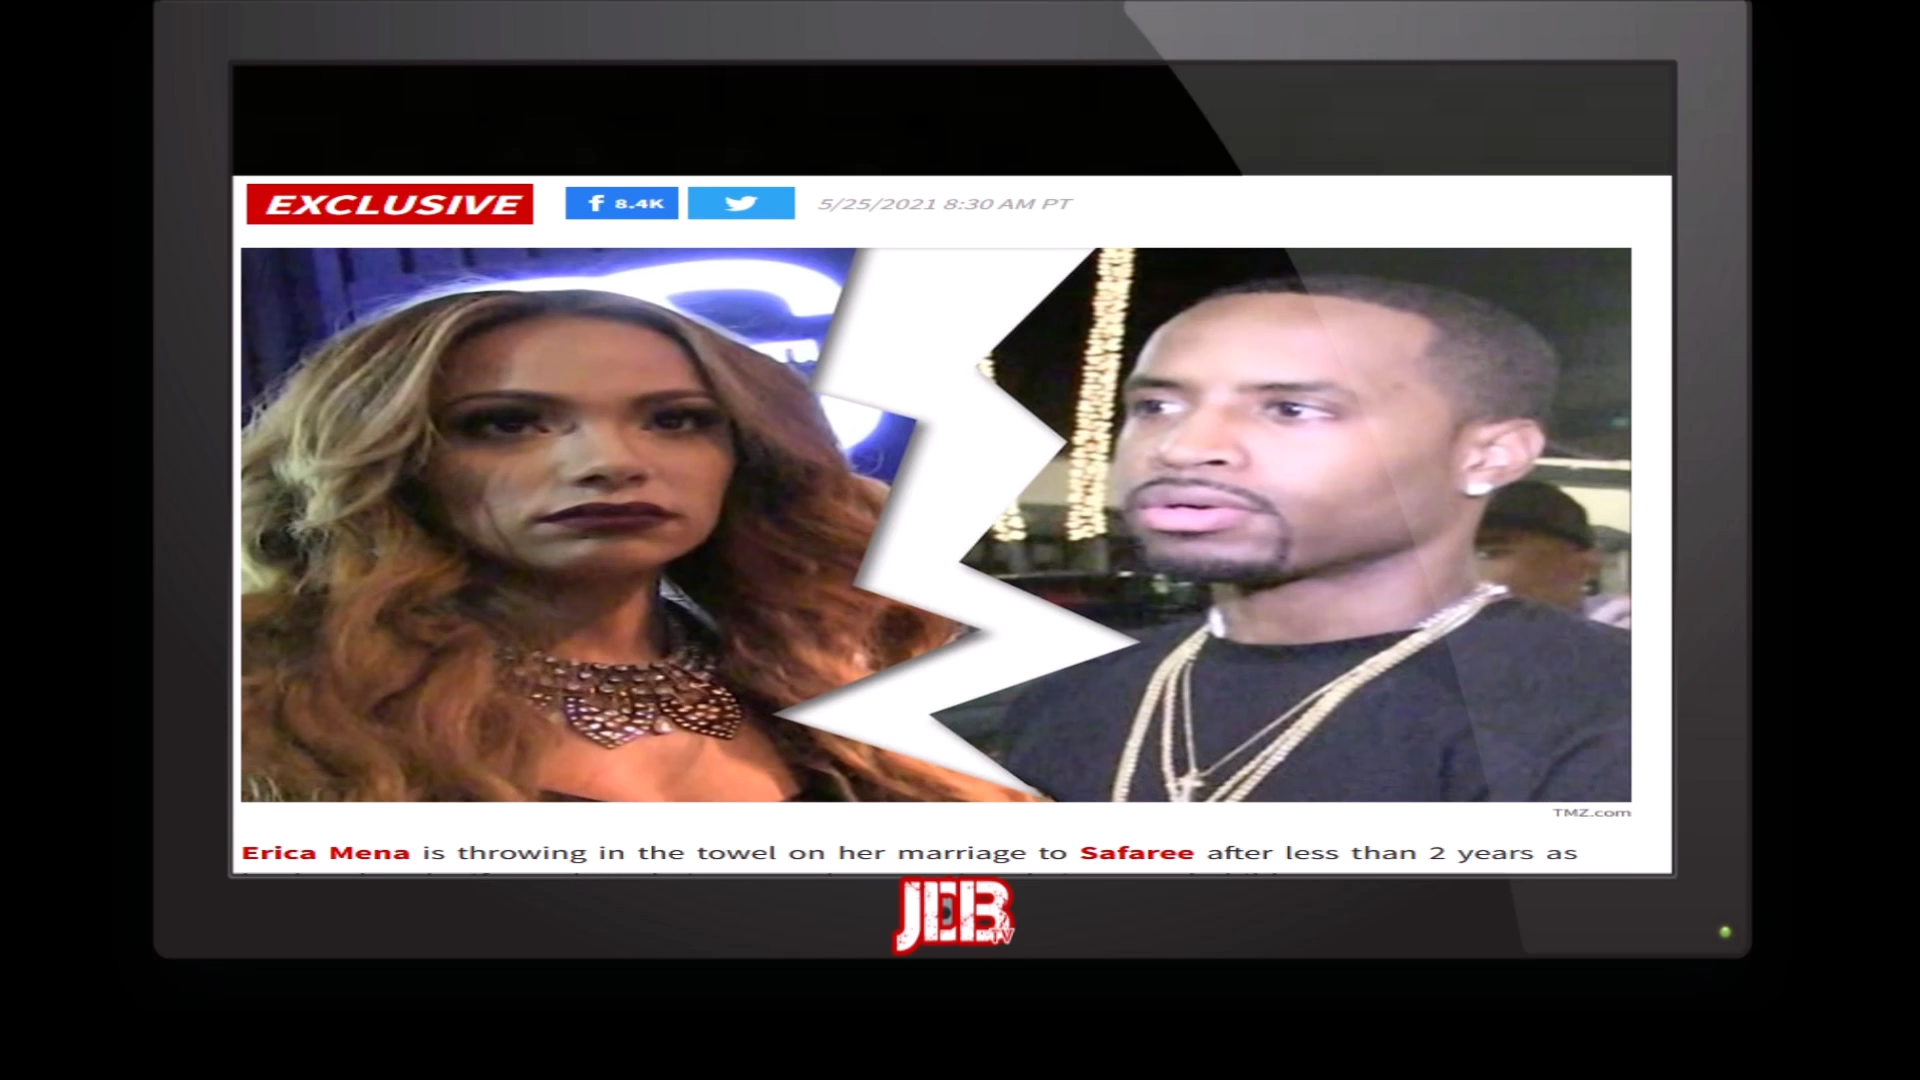 EXCLUSIVE
8.4K
5/25/2021 8:30 AM PT
TMZ.com
Erica Mena is throwing in the towel on her marriage to Safaree after less than 2 years as
JEB
TV